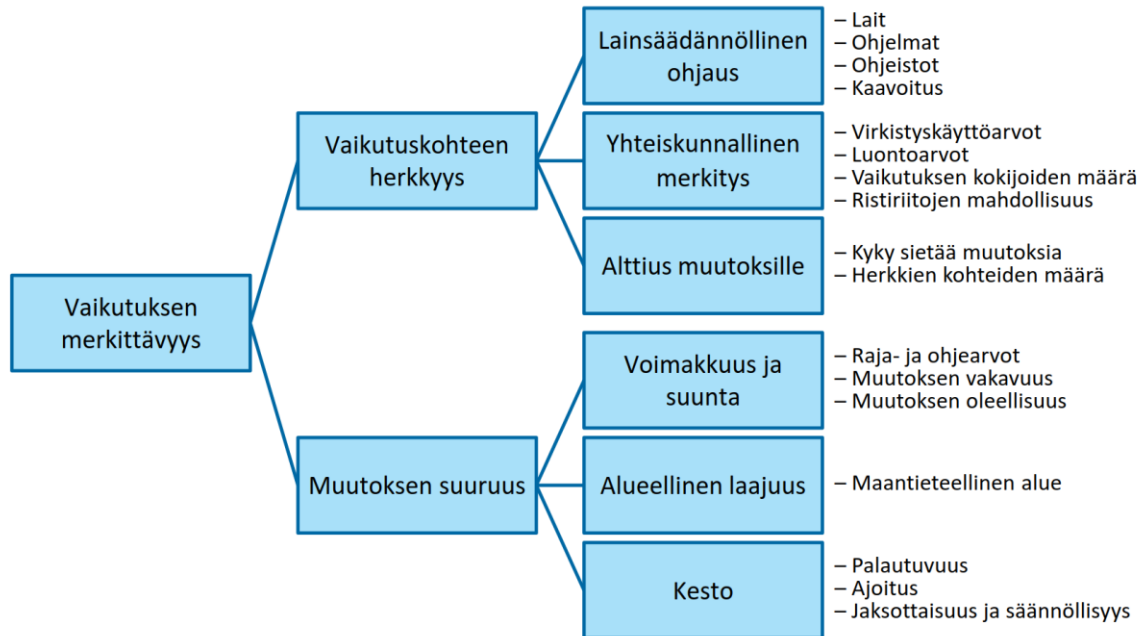 Vaikutuksen
merkittävyys
Vaikutuskohteen
herkkyys
Lainsäädännöllinen
ohjaus
– Lait
– Ohjelmat
– Ohjeistot
– Kaavoitus
Yhteiskunnallinen
merkitys
– Virkistyskäyttöarvot
– Luontoarvot
– Vaikutuksen kokijoiden määrä
– Ristiriitojen mahdollisuus
Alttius muutoksille
– Kyky sietää muutoksia
– Herkkien kohteiden määrä
Muutoksen suuruus
Voimakkuus ja
suunta
– Raja- ja ohjearvot
– Muutoksen vakavuus
– Muutoksen oleellisuus
Alueellinen laajuus
– Maantieteellinen alue
Kesto
– Palautuvuus
– Ajoitus
– Jaksottaisuus ja säännöllisyys